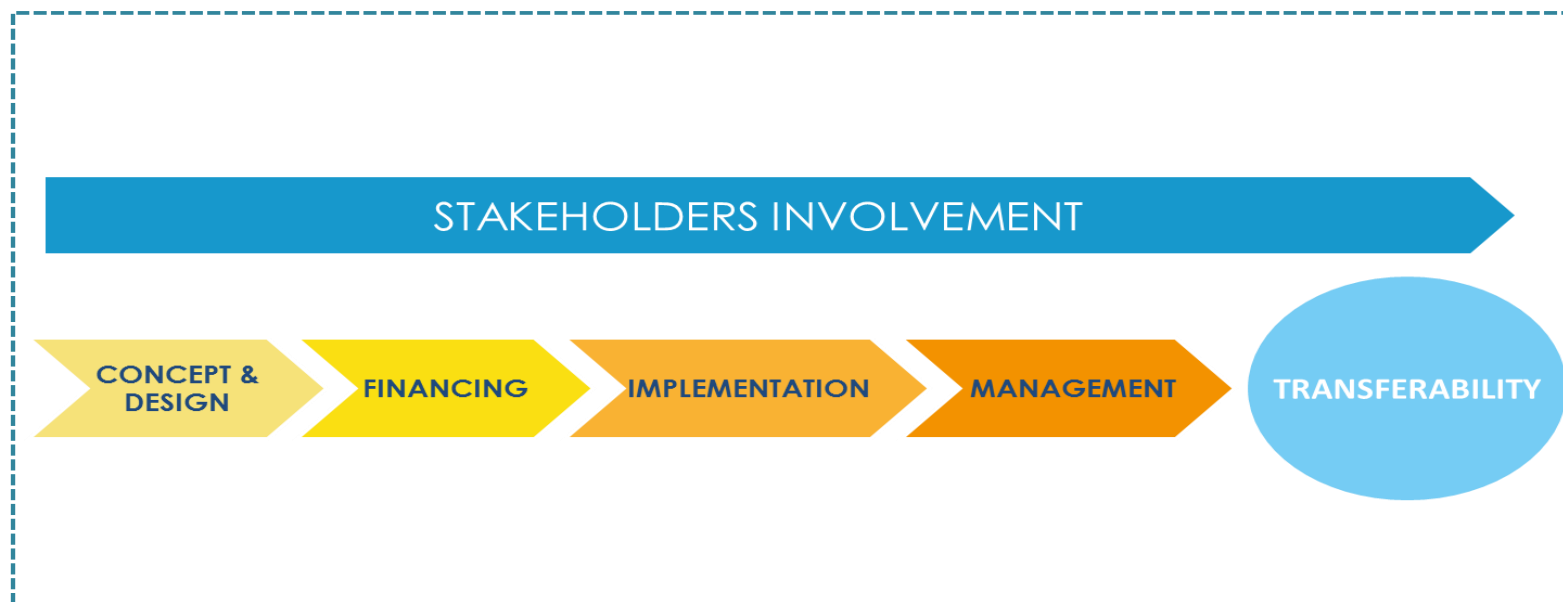 STAKEHOLDERS INVOLVEMENT
CONCEPT &
DESIGN
FINANCING
IMPLEMENTATION
MANAGEMENT
TRANSFERABILITY